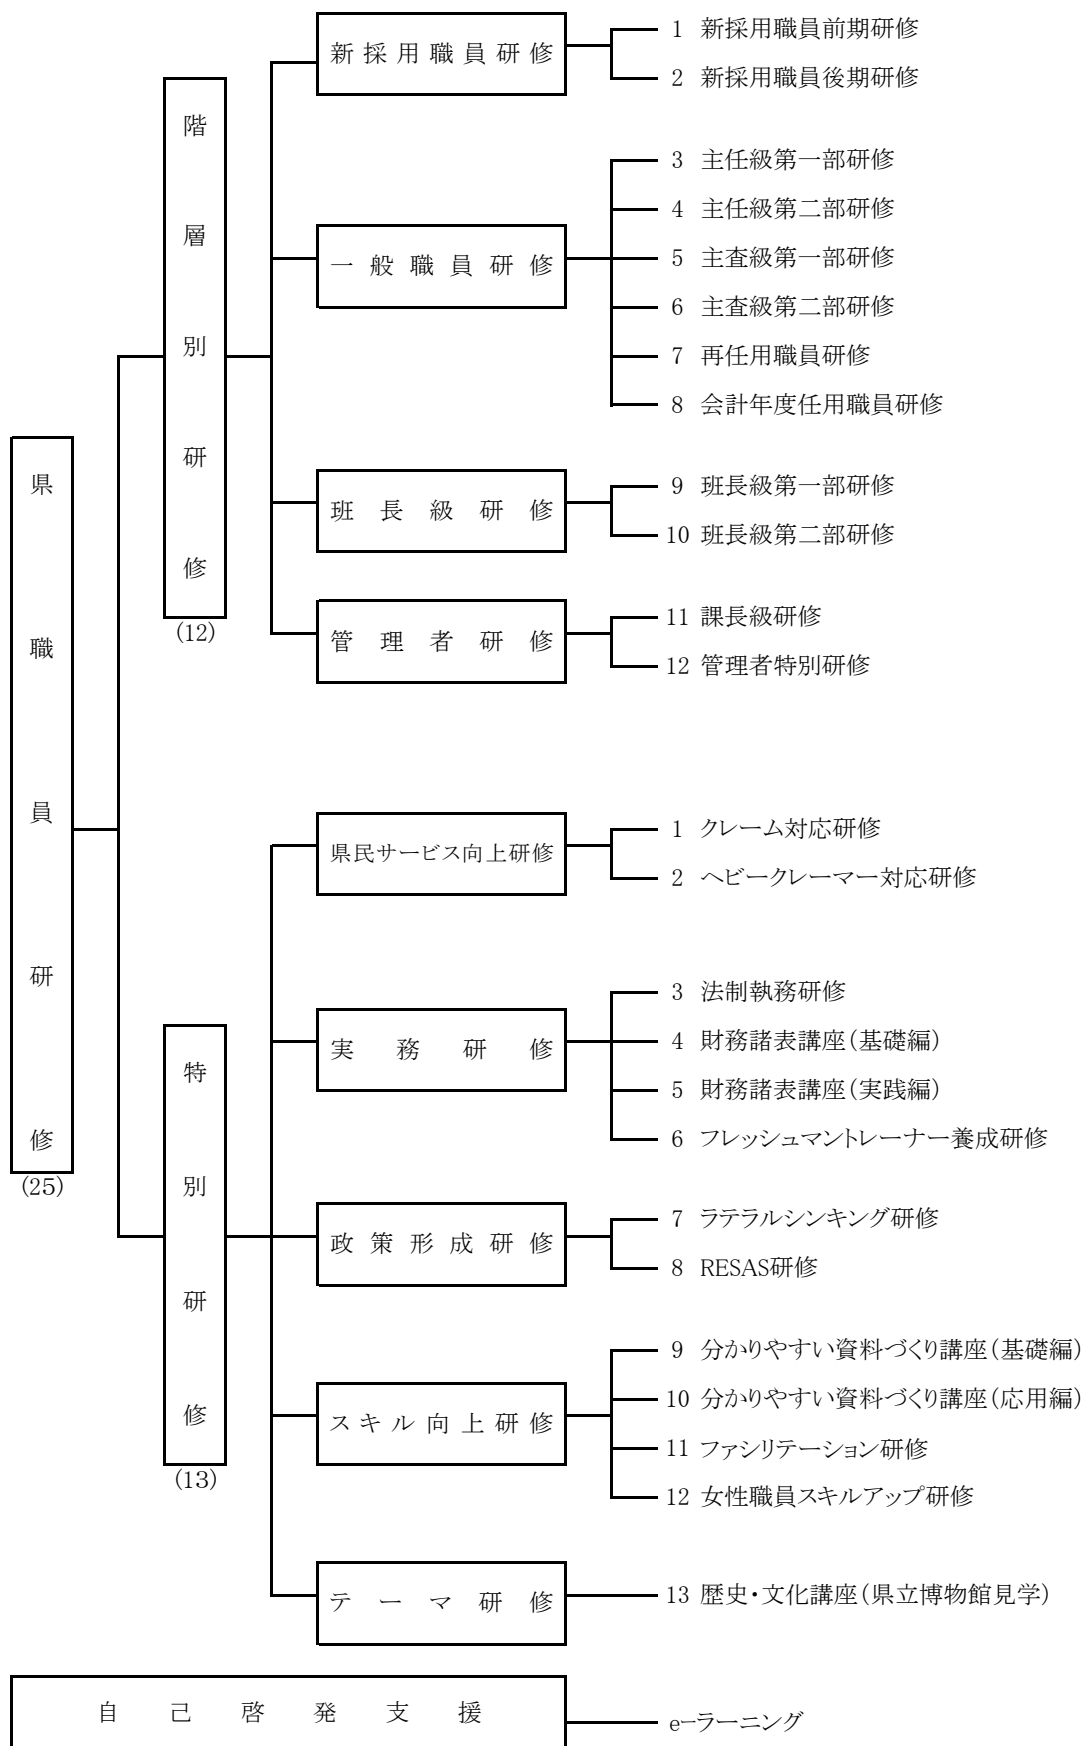 県職員研修
(25)
階層別研修
(12)
新採用職員研修
1 新採用職員前期研修
2 新採用職員後期研修
一般職員研修
3 主任級第一部研修
4 主任級第二部研修
5 主査級第一部研修
6 主査級第二部研修
7 再任用職員研修
8 会計年度任用職員研修
班長級研修
9 班長級第一部研修
10 班長級第二部研修
管理者研修
11 課長級研修
12 管理者特別研修
特別研修
(13)
県民サービス向上研修
1 クレーム対応研修
2 ヘビークレーマー対応研修
実務研修
3 法制執務研修
4 財務諸表講座(基礎編)
5 財務諸表講座(実践編)
6 フレッシュマントレーナー養成研修
政策形成研修
7 ラテラルシンキング研修
8 RESAS研修
スキル向上研修
9 分かりやすい資料づくり講座(基礎編)
10 分かりやすい資料づくり講座(応用編)
11 ファシリテーション研修
12 女性職員スキルアップ研修
テーマ研修
13 歴史・文化講座(県立博物館見学)
自己啓発支援
e-ラーニング